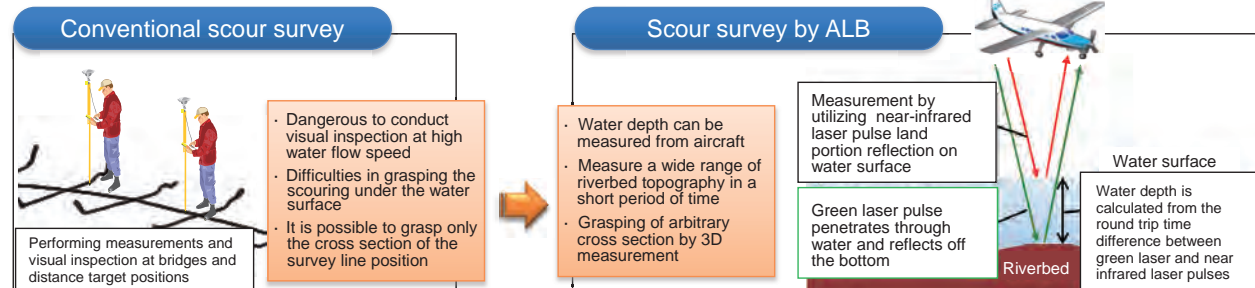 Conventional scour survey
Performing measurements and
visual inspection at bridges and
distance target positions
· Dangerous to conduct
visual inspection at high
water flow speed
· Difficulties in grasping the
scouring under the water
surface
· It is possible to grasp only
the cross section of the
survey line position
Scour survey by ALB
· Water depth can be
measured from aircraft
· Measure a wide range of
riverbed topography in a
short period of time
· Grasping of arbitrary
cross section by 3D
measurement
Measurement by
utilizing near-infrared
laser pulse land
portion reflection on
water surface
Green laser pulse
penetrates through
water and reflects off
the bottom
Water surface
Water depth is
calculated from the
round trip time
difference between
green laser and near
infrared laser pulses
Riverbed